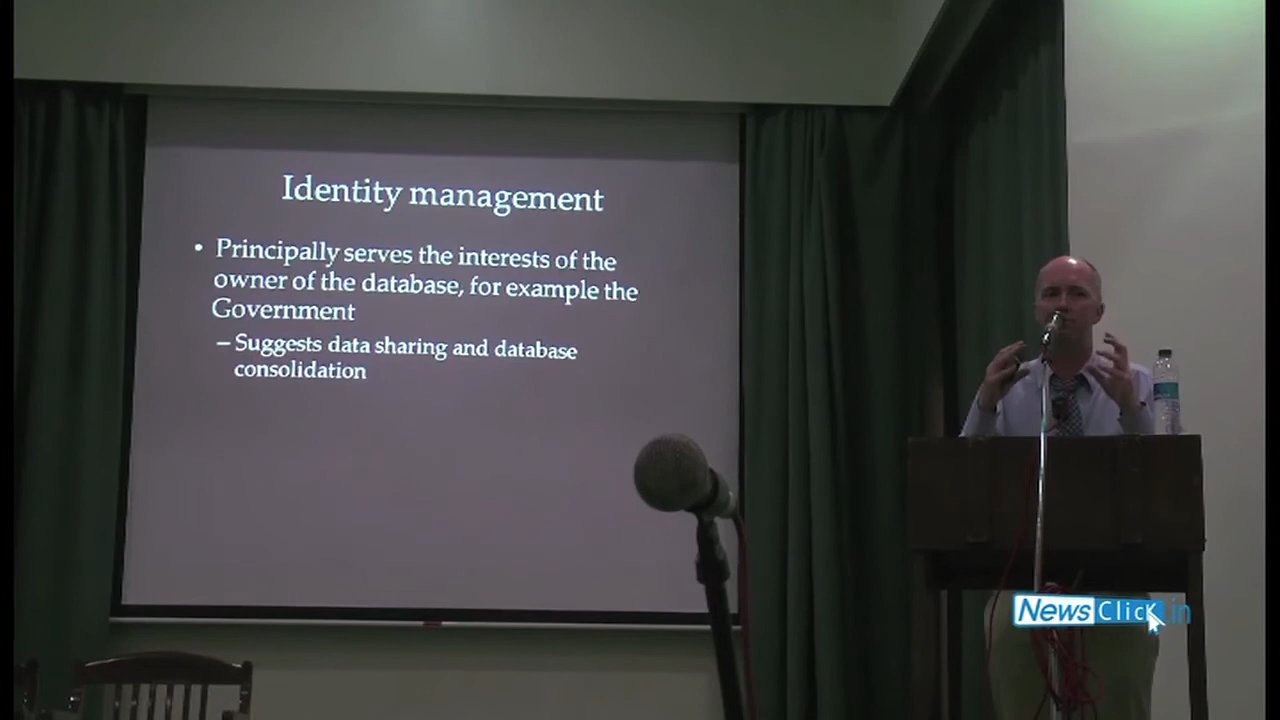 Identity management
• Principally serves the interests of the
owner of the database, for example the
Government
– Suggests data sharing and database
consolidation
NewsClick.in